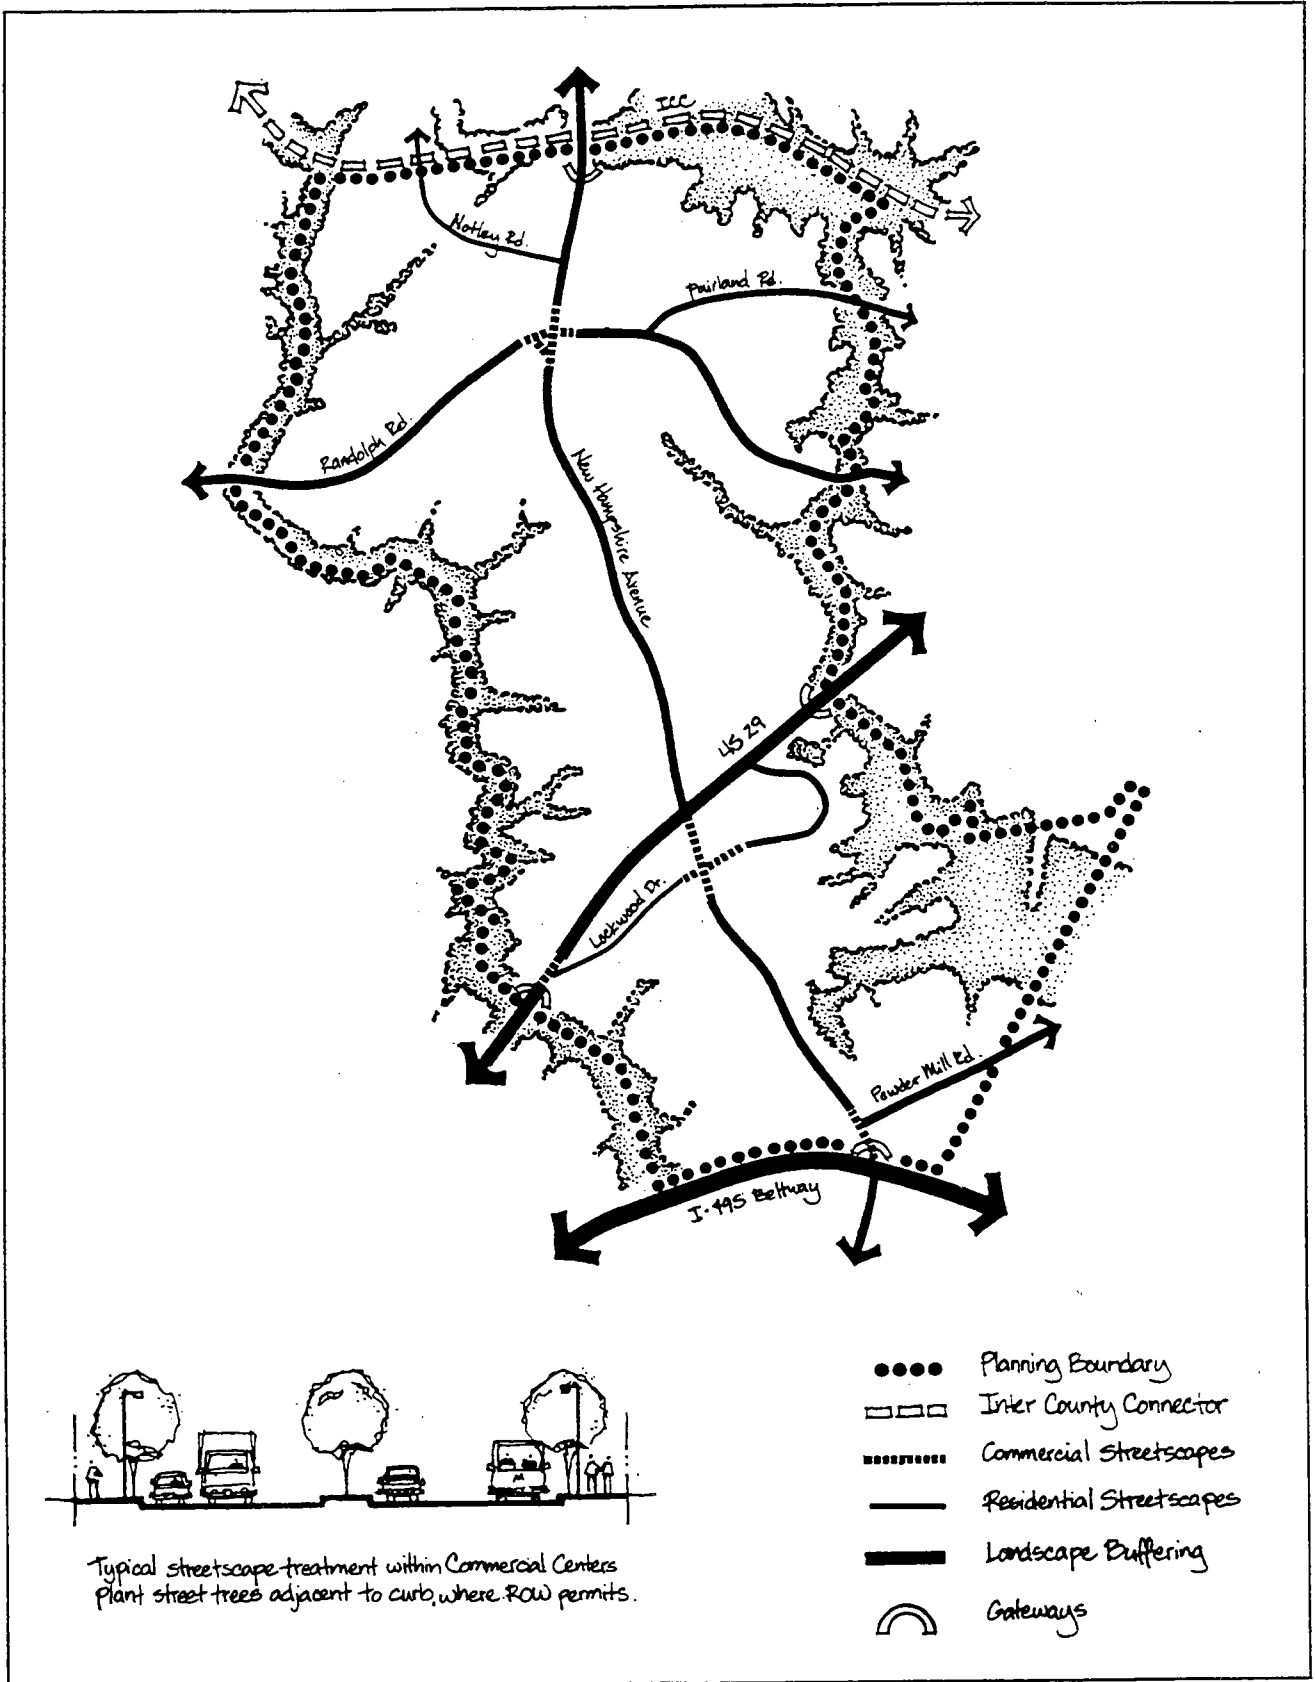 ICC
Notley Rd.
Fairland Rd.
Randolph Rd.
New Hampshire Avenue
US 29
Lockwood Dr.
Powder Mill Rd.
I-495 Beltway
Planning Boundary
Inter County Connector
Commercial Streetscapes
Residential Streetscapes
Landscape Buffering
Gateways
M
Typical streetscape treatment within Commercial Centers
Plant street trees adjacent to curb, where ROW permits.